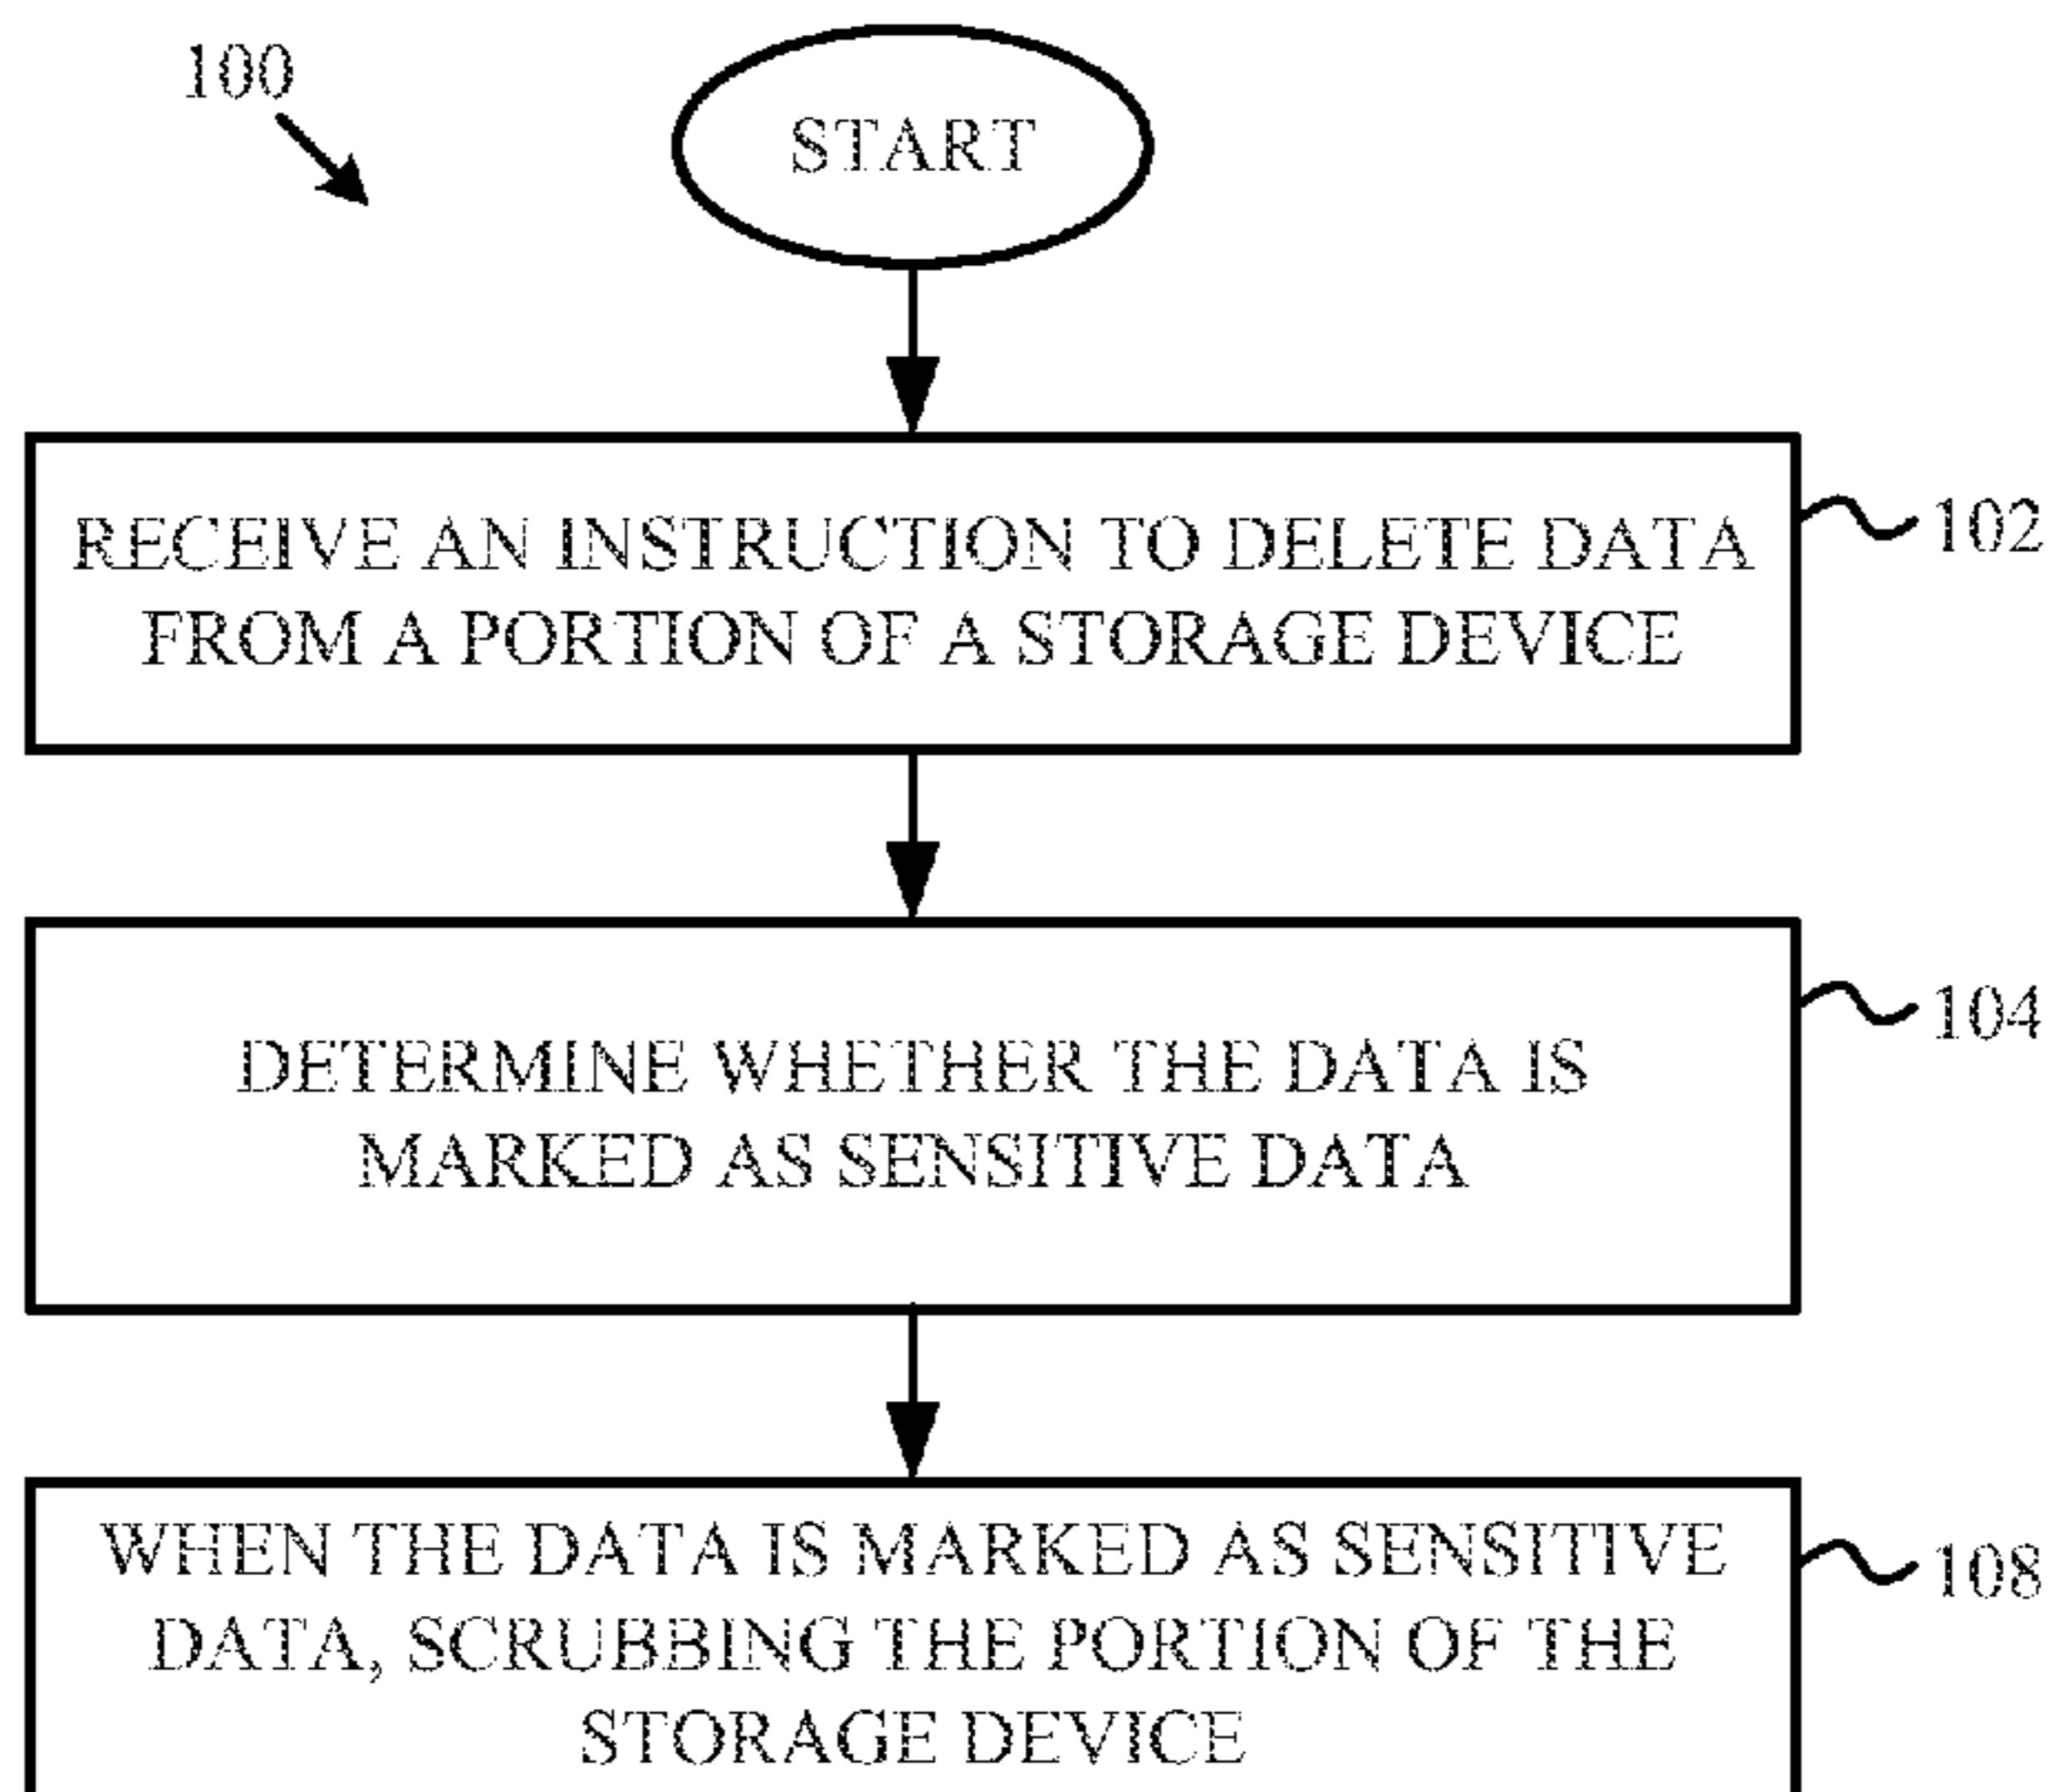 100
START
RECEIVE AN INSTRUCTION TO DELETE DATA
FROM A PORTION OF A STORAGE DEVICE
102
DETERMINE WHETHER THE DATA IS
MARKED AS SENSITIVE DATA
104
WHEN THE DATA IS MARKED AS SENSITIVE
DATA, SCRUBBING THE PORTION OF THE
STORAGE DEVICE
108